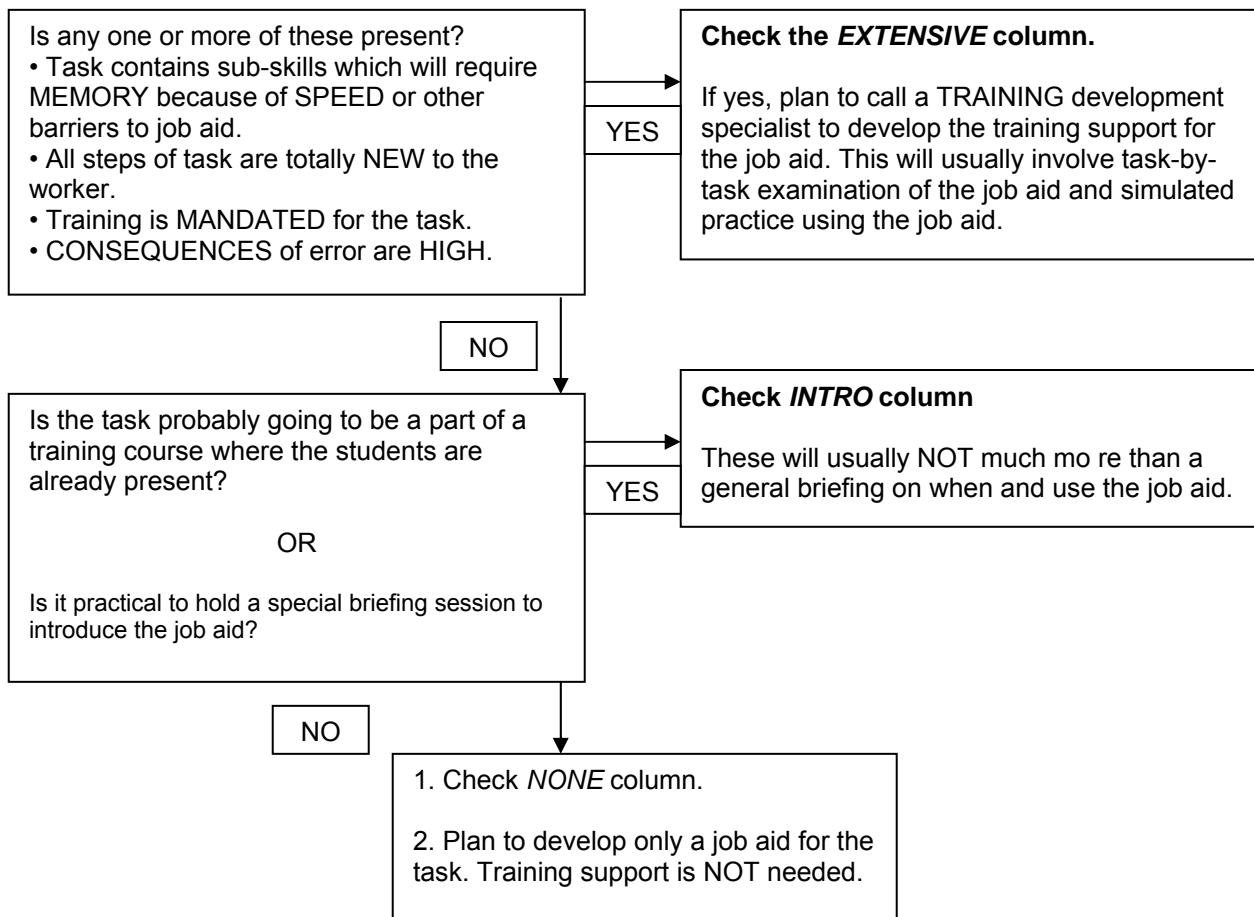 Is any one or more of these present?
• Task contains sub-skills which will require
MEMORY because of SPEED or other
barriers to job aid.
• All steps of task are totally NEW to the
worker.
• Training is MANDATED for the task.
• CONSEQUENCES of error are HIGH.
YES
Check the EXTENSIVE column.
If yes, plan to call a TRAINING development
specialist to develop the training support for
the job aid. This will usually involve task-by-
task examination of the job aid and simulated
practice using the job aid.
NO
Is the task probably going to be a part of a
training course where the students are
already present?
OR
Is it practical to hold a special briefing session to
introduce the job aid?
YES
Check INTRO column
These will usually NOT much mo re than a
general briefing on when and use the job aid.
NO
1. Check NONE column.
2. Plan to develop only a job aid for the
task. Training support is NOT needed.